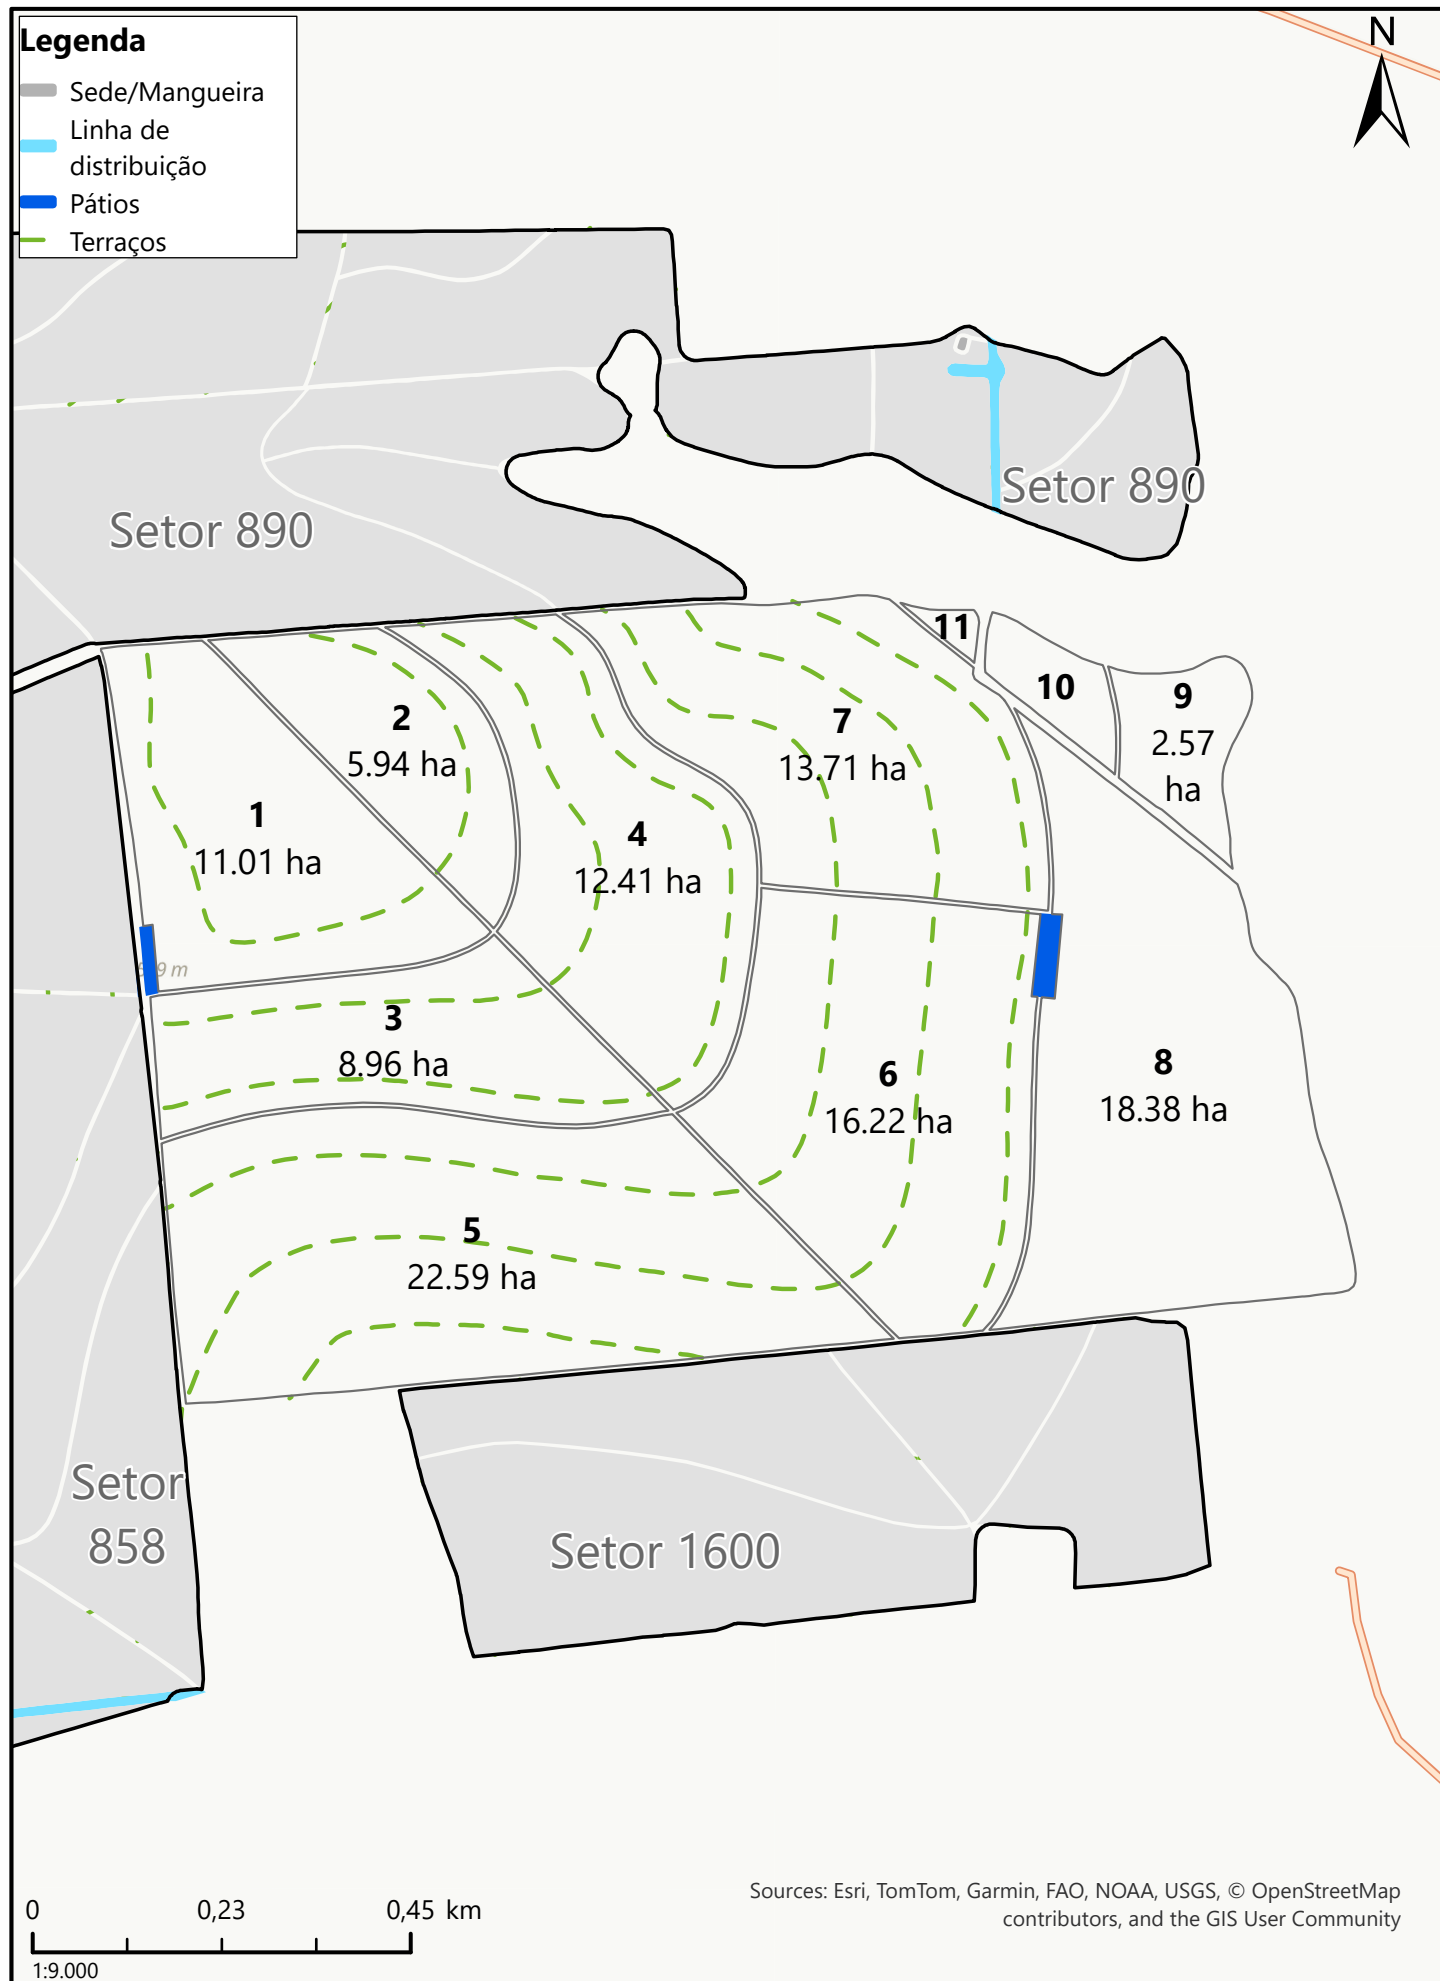 Legenda
Sede/Mangueira
Linha de
distribuição
Pátios
Terraços
N
Setor 890
Setor 890
11
10
9
2.57
ha
2
5.94 ha
7
13.71 ha
1
11.01 ha
4
12.41 ha
3
8.96 ha
6
16.22 ha
8
18.38 ha
5
22.59 ha
Setor
858
Setor 1600
0 0,23 0,45 km
1:9.000
Sources: Esri, TomTom, Garmin, FAO, NOAA, USGS, © OpenStreetMap
contributors, and the GIS User Community